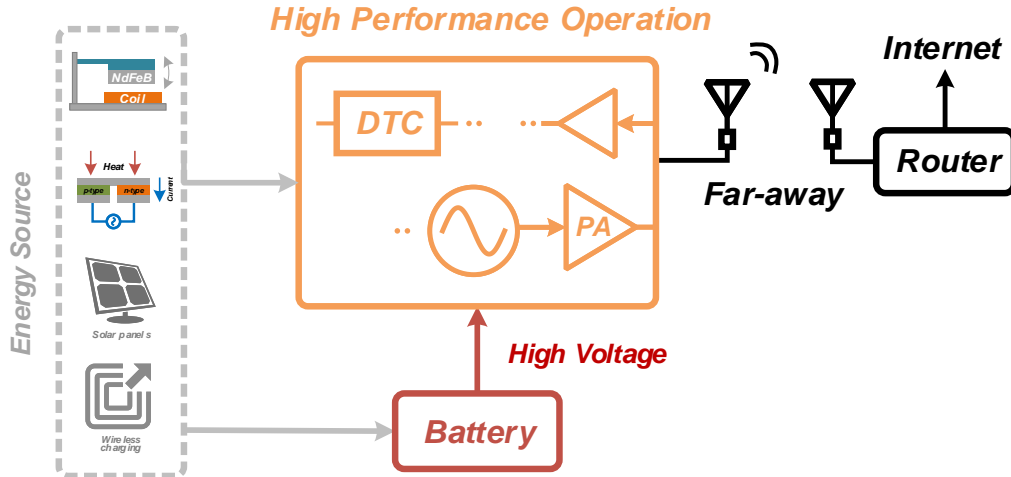 High Performance Operation
NdFeB
Coil
Heat
p-type
n-type
Current
Energy Source
Solar panels
Wireless
charging
DTC
PA
High Voltage
Battery
Far-away
Internet
Router